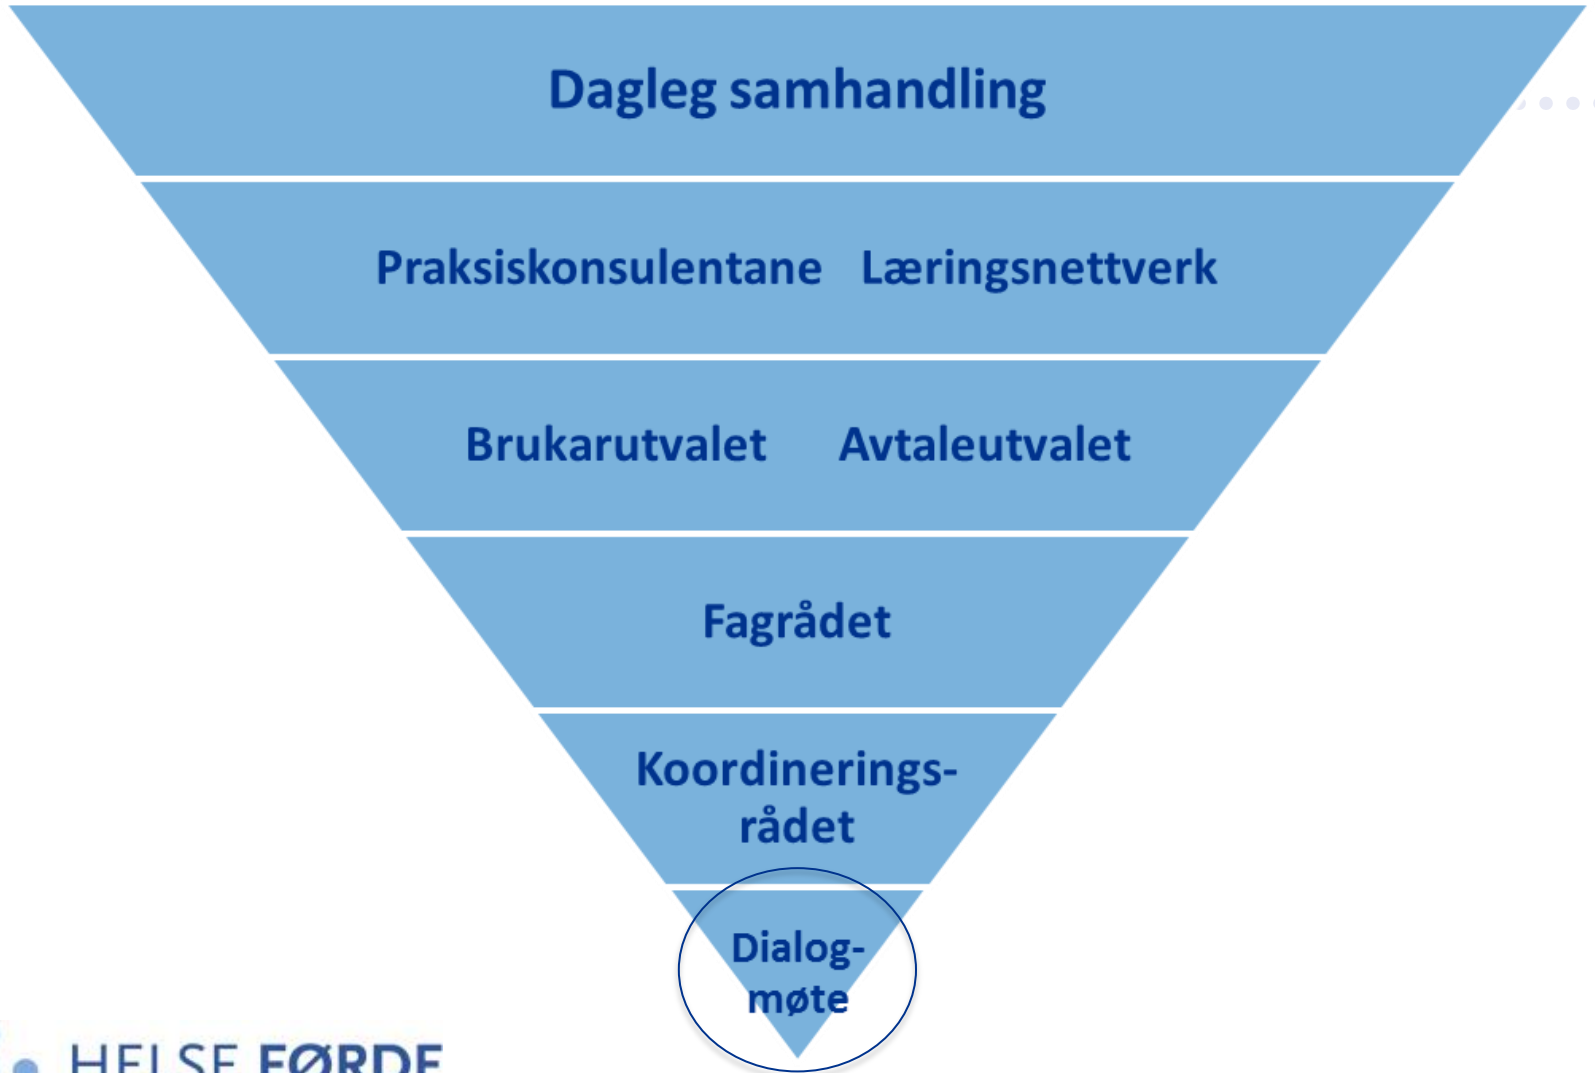 Dagleg samhandling
Praksiskonsulentane Læringsnettverk
Brukarutvalet Avtaleutvalet
Fagrådet
Koordinerings-
rådet
Dialog-
møte
HELSE FØRDE